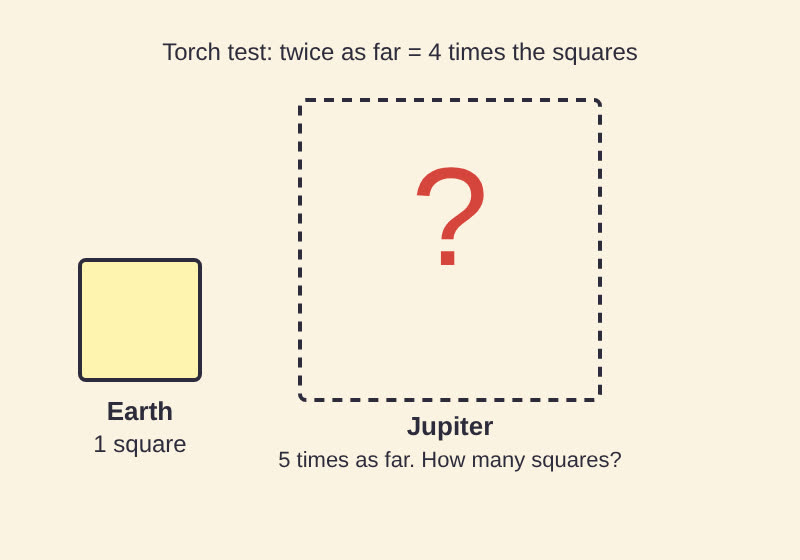 Torch test: twice as far = 4 times the squares
?
Earth
1 square
Jupiter
5 times as far. How many squares?